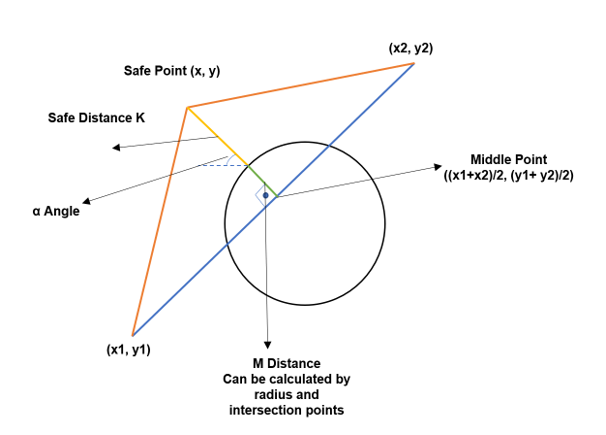 (x2, y2)
Safe Point (x, y)
Safe Distance K
Middle Point
((x1+x2)/2, (y1+ y2)/2)
α Angle
(x1, y1)
M Distance
Can be calculated by
radius and
intersection points